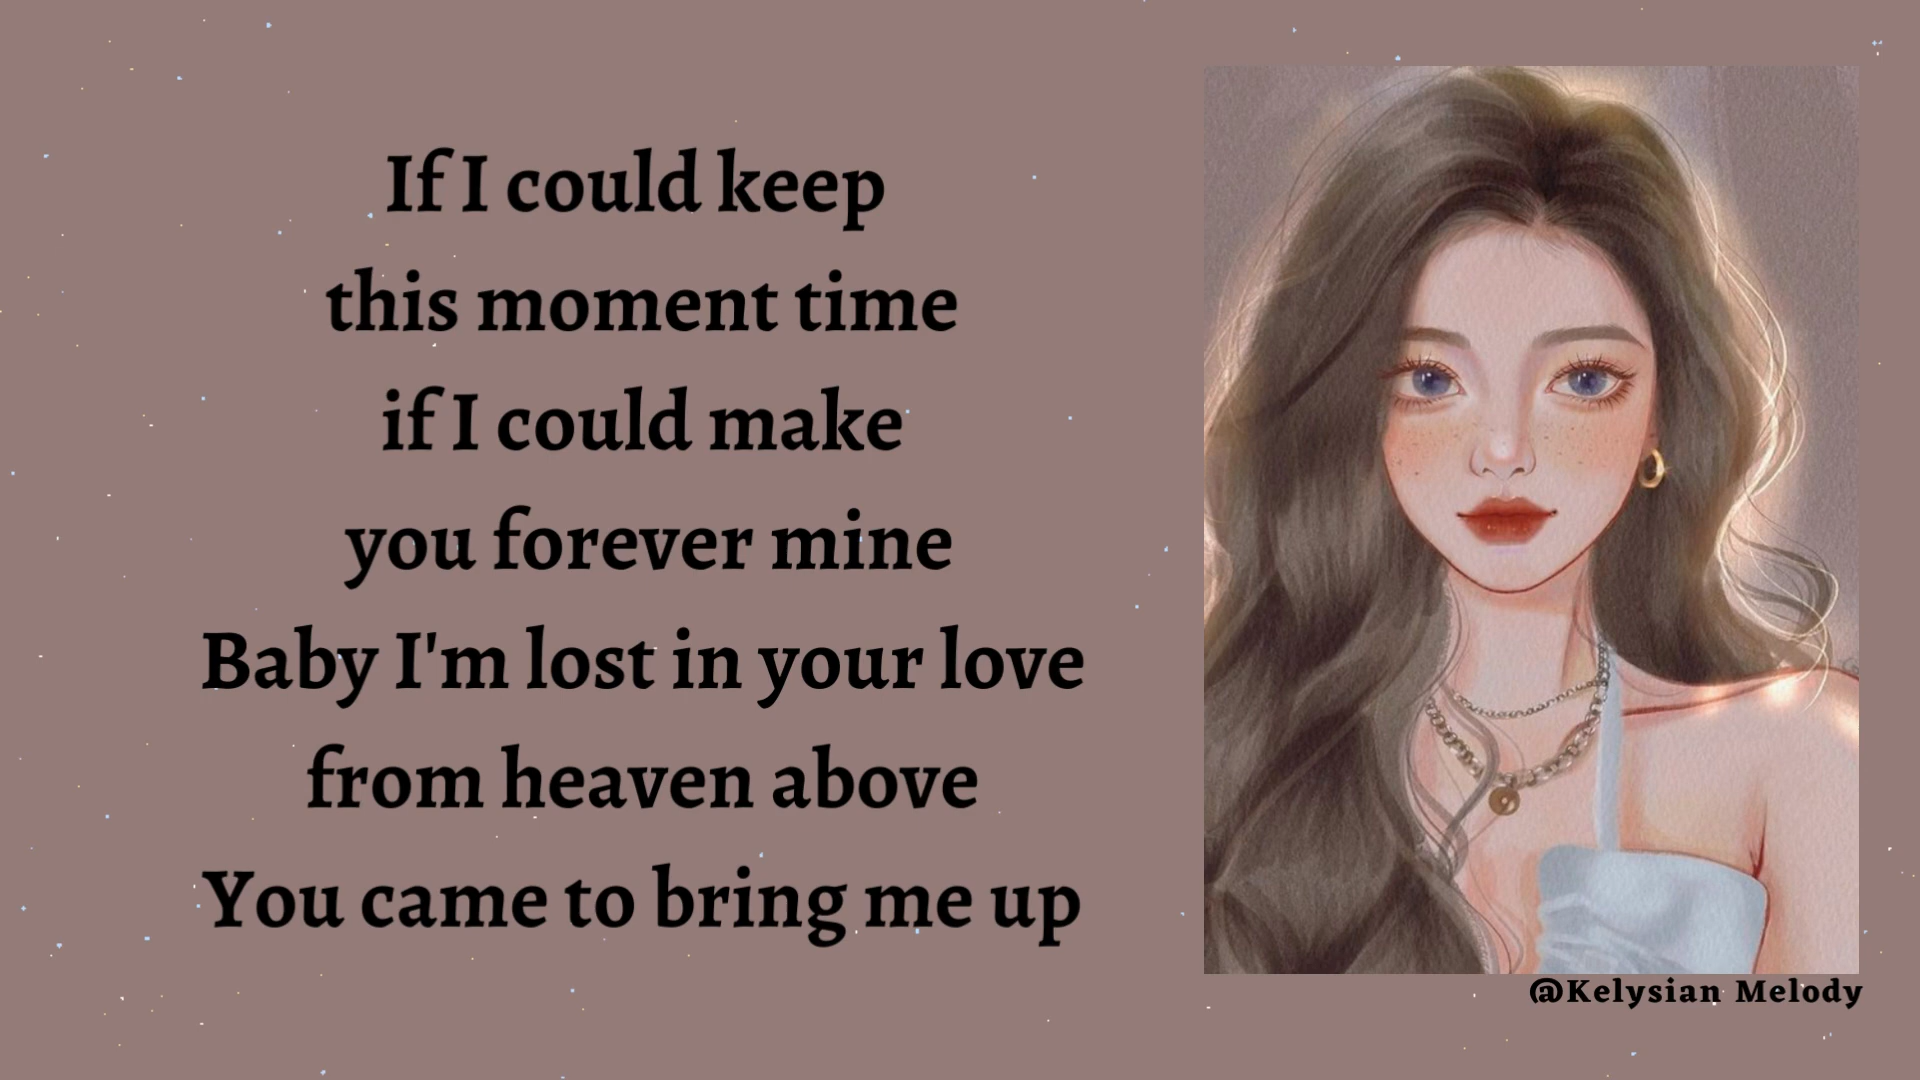 If I could keep
this moment time
if I could make
you forever mine
Baby I'm lost in your love
from heaven above
You came to bring me up
@Kelysian Melody